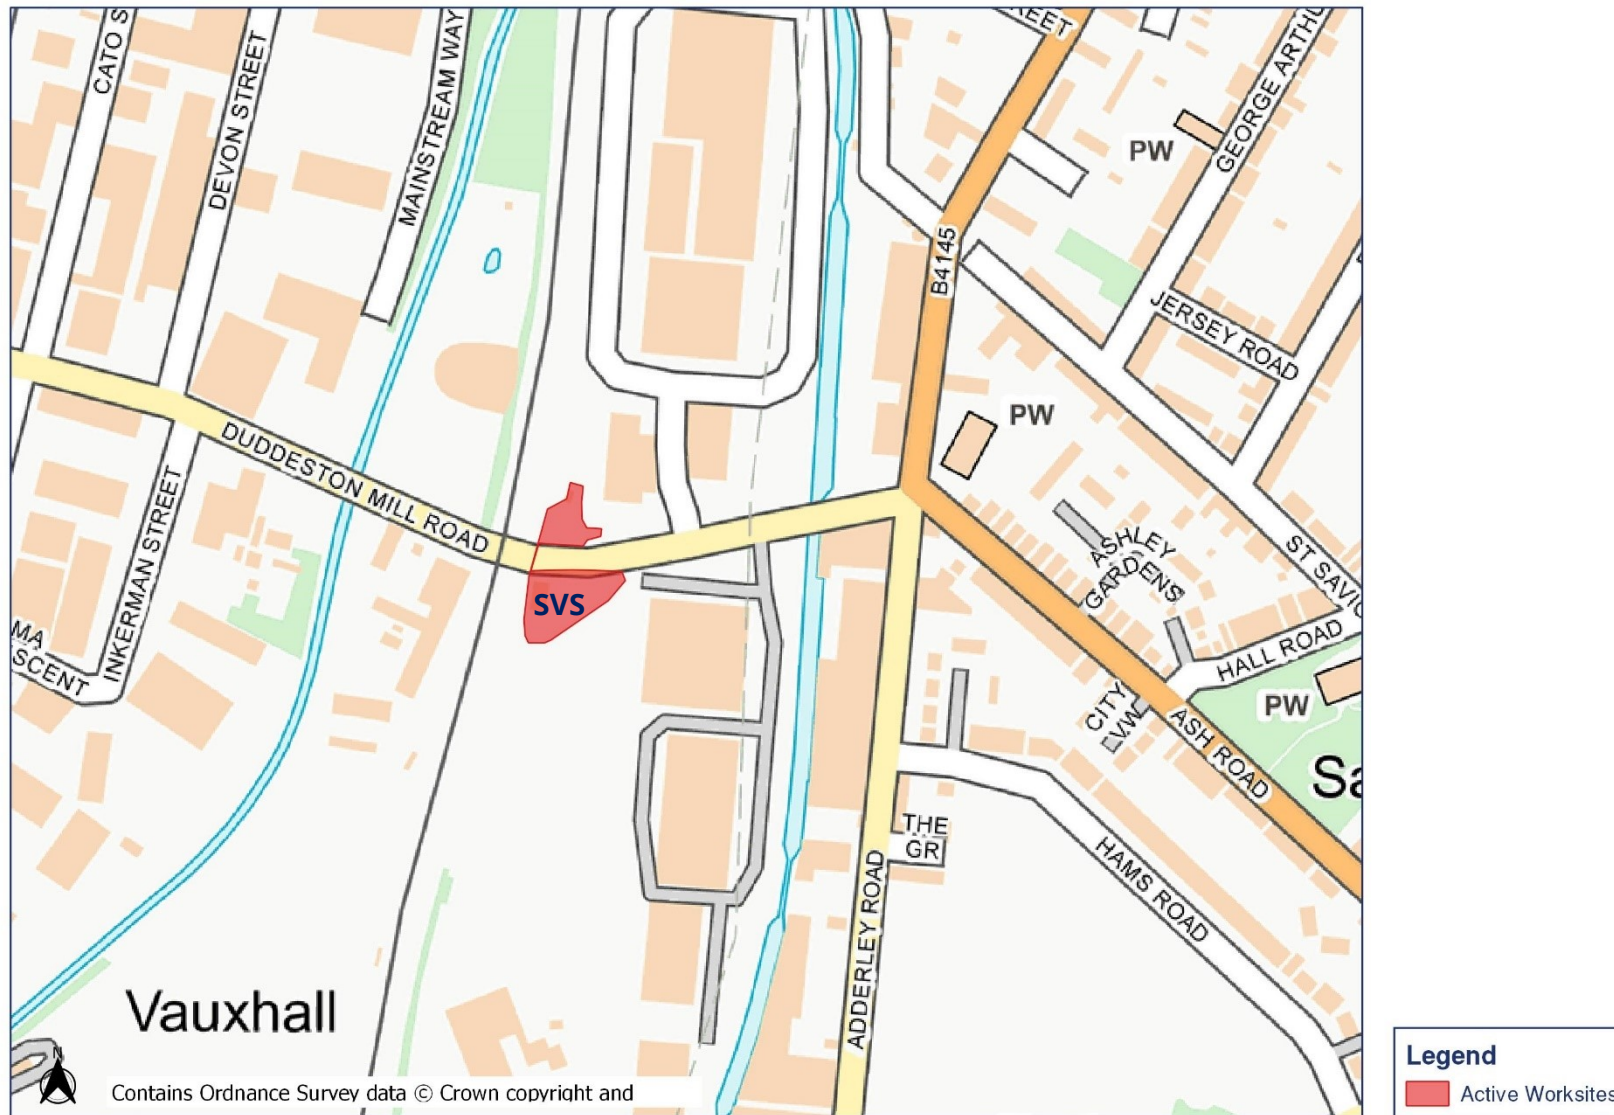 REET
CATO S
DEVON STREET
MAINSTREAM WAY
GEORGE ARTHU
PW
B4145
JERSEY ROAD
PW
DUDDESTON MILL ROAD
INKERMAN STREET
ASHLEY
GARDENS
ST SAVIO
SVS
MA
SCENT
HALL ROAD
CITY
VW
PW
ASH ROAD
Sa
THE
GR
HAMS ROAD
ADDERLEY ROAD
Vauxhall
N
Contains Ordnance Survey data © Crown copyright and
Legend
Active Worksites